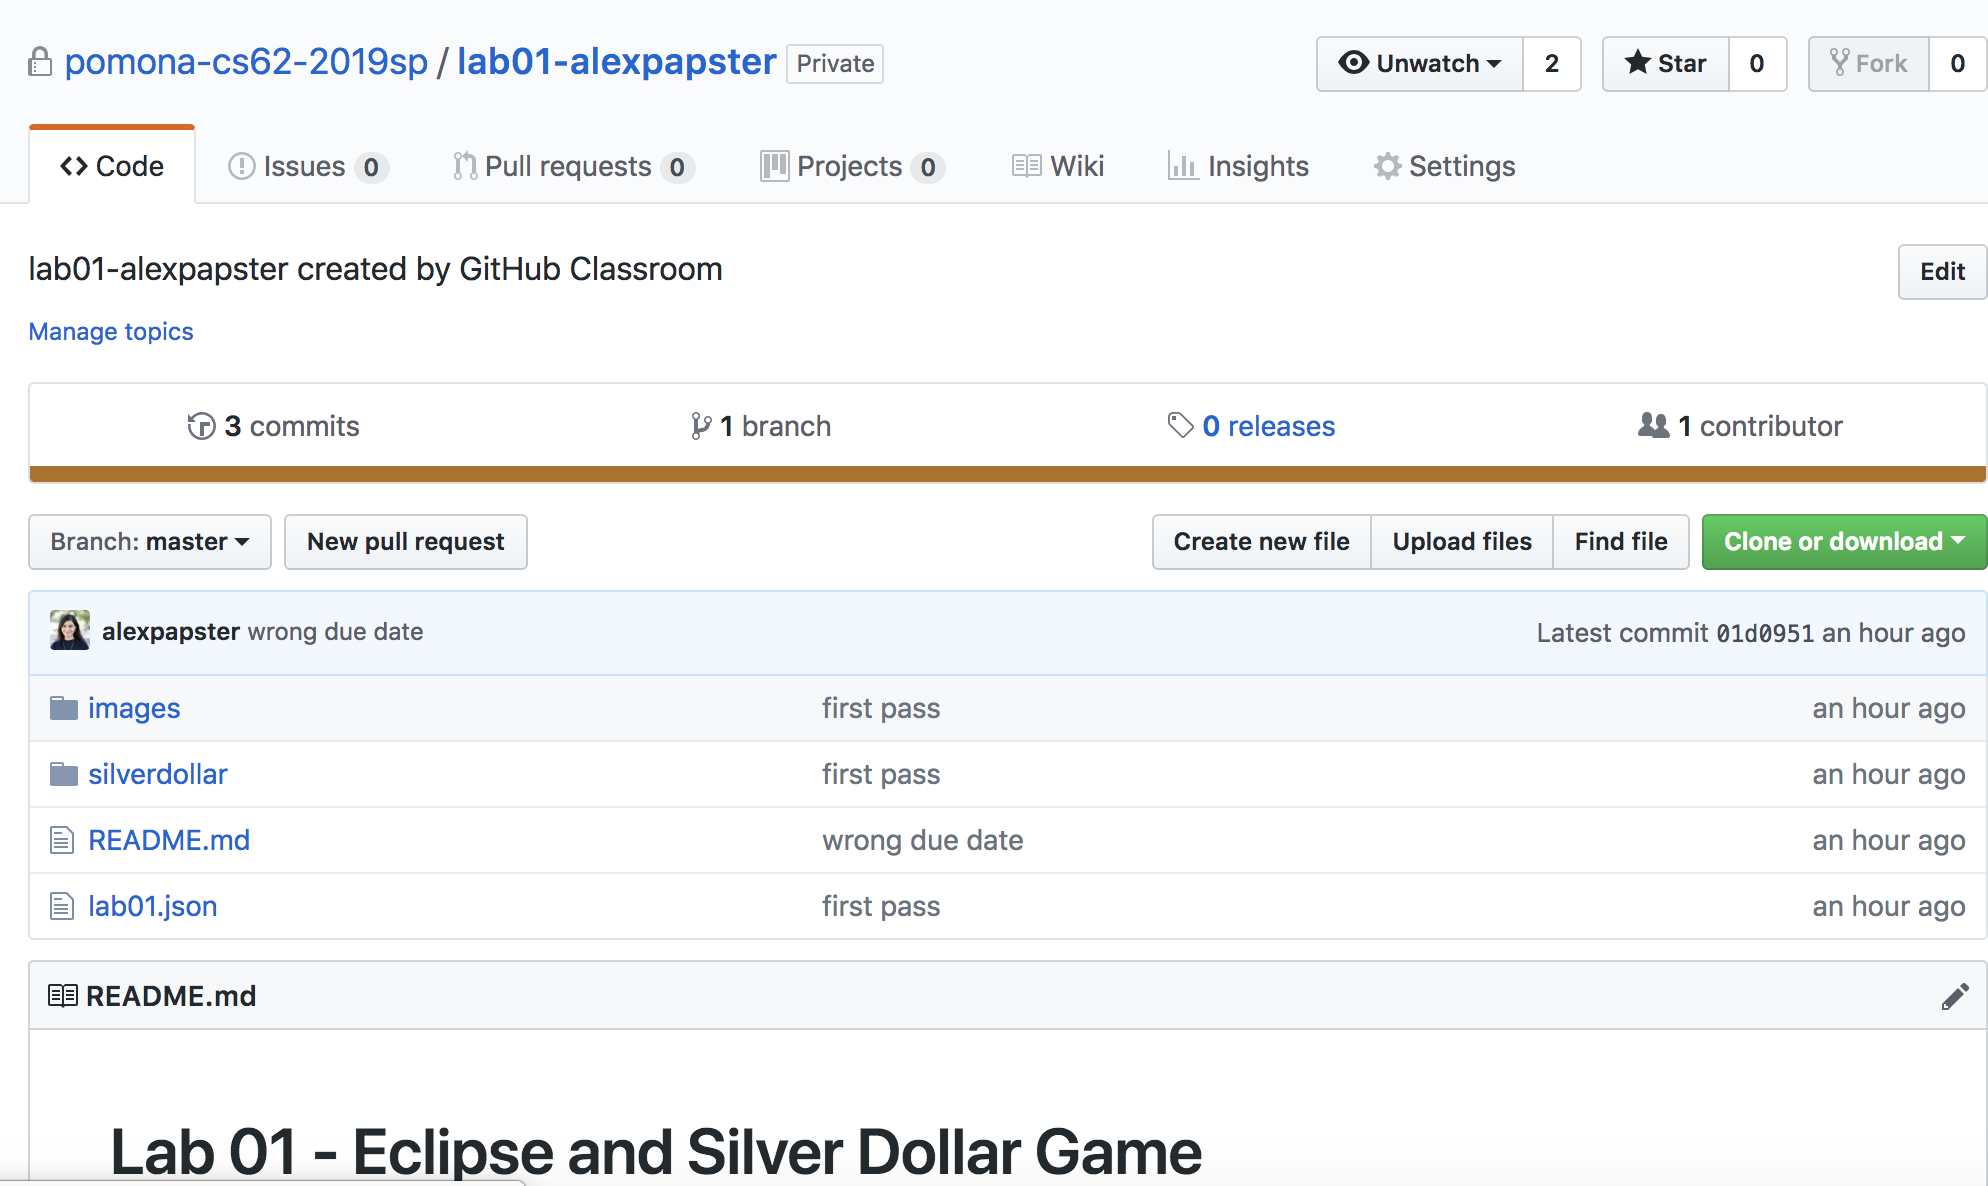 pomona-cs62-2019sp / lab01-alexpapster Private Unwatch 2 Star 0 Fork 0
Code Issues 0 Pull requests 0 Projects 0 Wiki Insights Settings
lab01-alexpapster created by GitHub Classroom Edit
Manage topics
3 commits 1 branch 0 releases 1 contributor
Branch: master New pull request Create new file Upload files Find file Clone or download
alexpapster wrong due date Latest commit 01d0951 an hour ago
images first pass an hour ago
silverdollar first pass an hour ago
README.md wrong due date an hour ago
lab01.json first pass an hour ago
README.md
Lab 01 - Eclipse and Silver Dollar Game